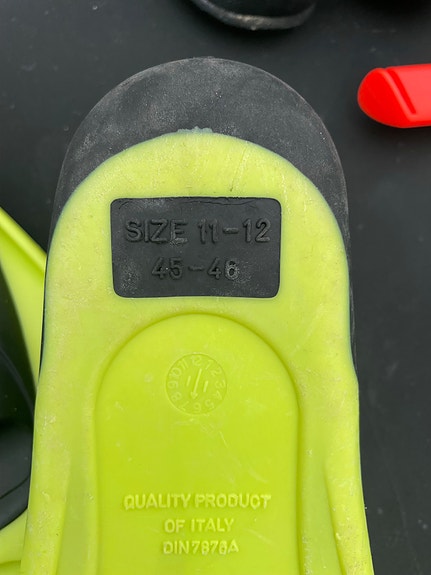 SIZE 11-12
45-46
QUALITY PRODUCT
OF ITALY
DIN7876A